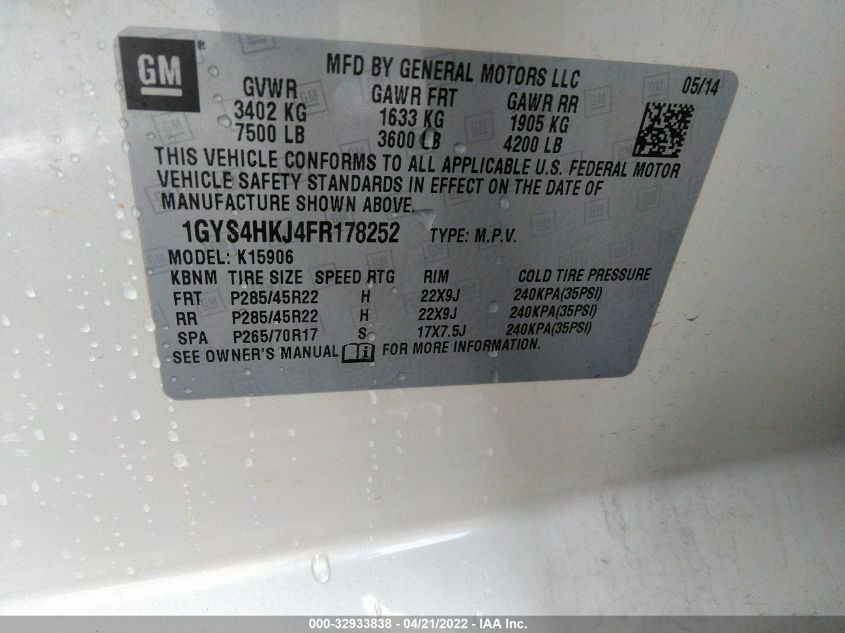 GM ®
MFD BY GENERAL MOTORS LLC 05/14
GVWR GAWR FRT GAWR RR
3402 KG 1633 KG 1905 KG
7500 LB 3600 LB 4200 LB
THIS VEHICLE CONFORMS TO ALL APPLICABLE U.S. FEDERAL MOTOR
VEHICLE SAFETY STANDARDS IN EFFECT ON THE DATE OF
MANUFACTURE SHOWN ABOVE.
1GYS4HKJ4FR178252 TYPE: M.P.V.
MODEL: K15906
KBNM TIRE SIZE SPEED RTG RIM COLD TIRE PRESSURE
FRT P285/45R22 H 22X9J 240KPA(35PSI)
RR P285/45R22 H 22X9J 240KPA(35PSI)
SPA P265/70R17 S 17X7.5J 240KPA(35PSI)
SEE OWNER'S MANUAL i FOR MORE INFORMATION.
000-32933838 - 04/21/2022 - IAA Inc.